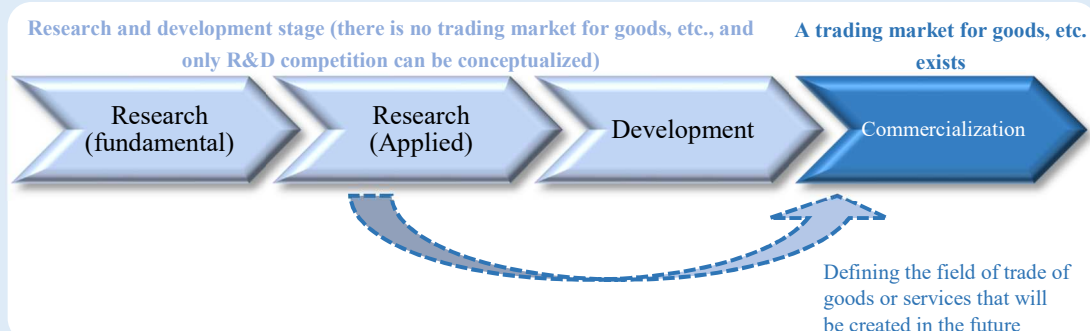 Research and development stage (there is no trading market for goods, etc., and
only R&D competition can be conceptualized)
A trading market for goods, etc.
exists
Research
(fundamental)
Research
(Applied)
Development
Commercialization
Defining the field of trade of
goods or services that will
be created in the future